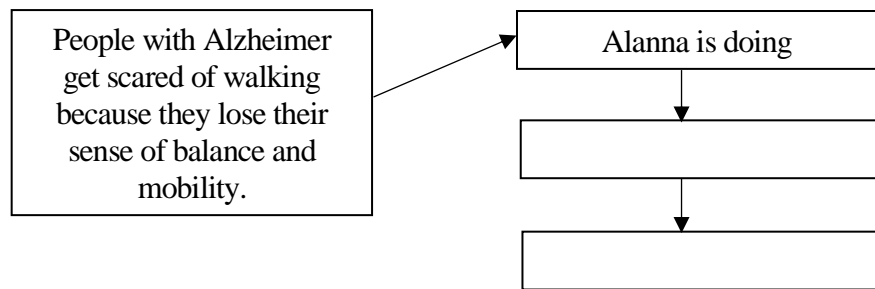 People with Alzheimer
get scared of walking
because they lose their
sense of balance and
mobility.
Alanna is doing